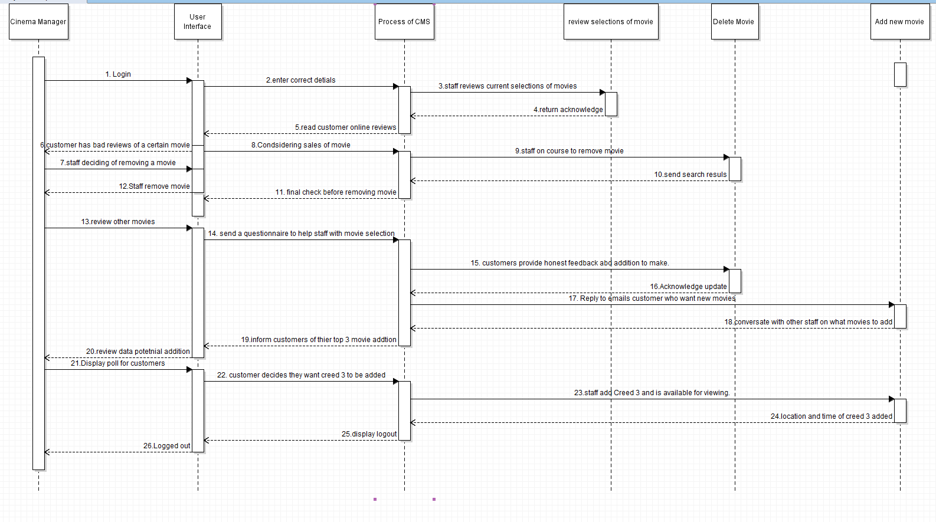 Cinema Manager
User
Interface
Process of CMS
review selections of movie
Delete Movie
Add new movie
1. Login
2.enter correct detials
3.staff reviews current selections of movies
4.return acknowledge
5.read customer online reviews
6.customer has bad reviews of a certain movie
8.Condsidering sales of movie
9.staff on course to remove movie
7.staff deciding of removing a movie
10.send search resuls
12.Staff remove movie
11. final check before removing movie
13.review other movies
14. send a questionnaire to help staff with movie selection
15. customers provide honest feedback abd addition to make.
16.Acknowledge update
17. Reply to emails customer who want new movies
18.conversate with other staff on what movies to add
19.inform customers of thier top 3 movie addtion
20.review data potetnial addition
21.Display poll for customers
22. customer decides they want creed 3 to be added
23.staff add Creed 3 and is available for viewing.
24.location and time of creed 3 added
25.display logout
26.Logged out